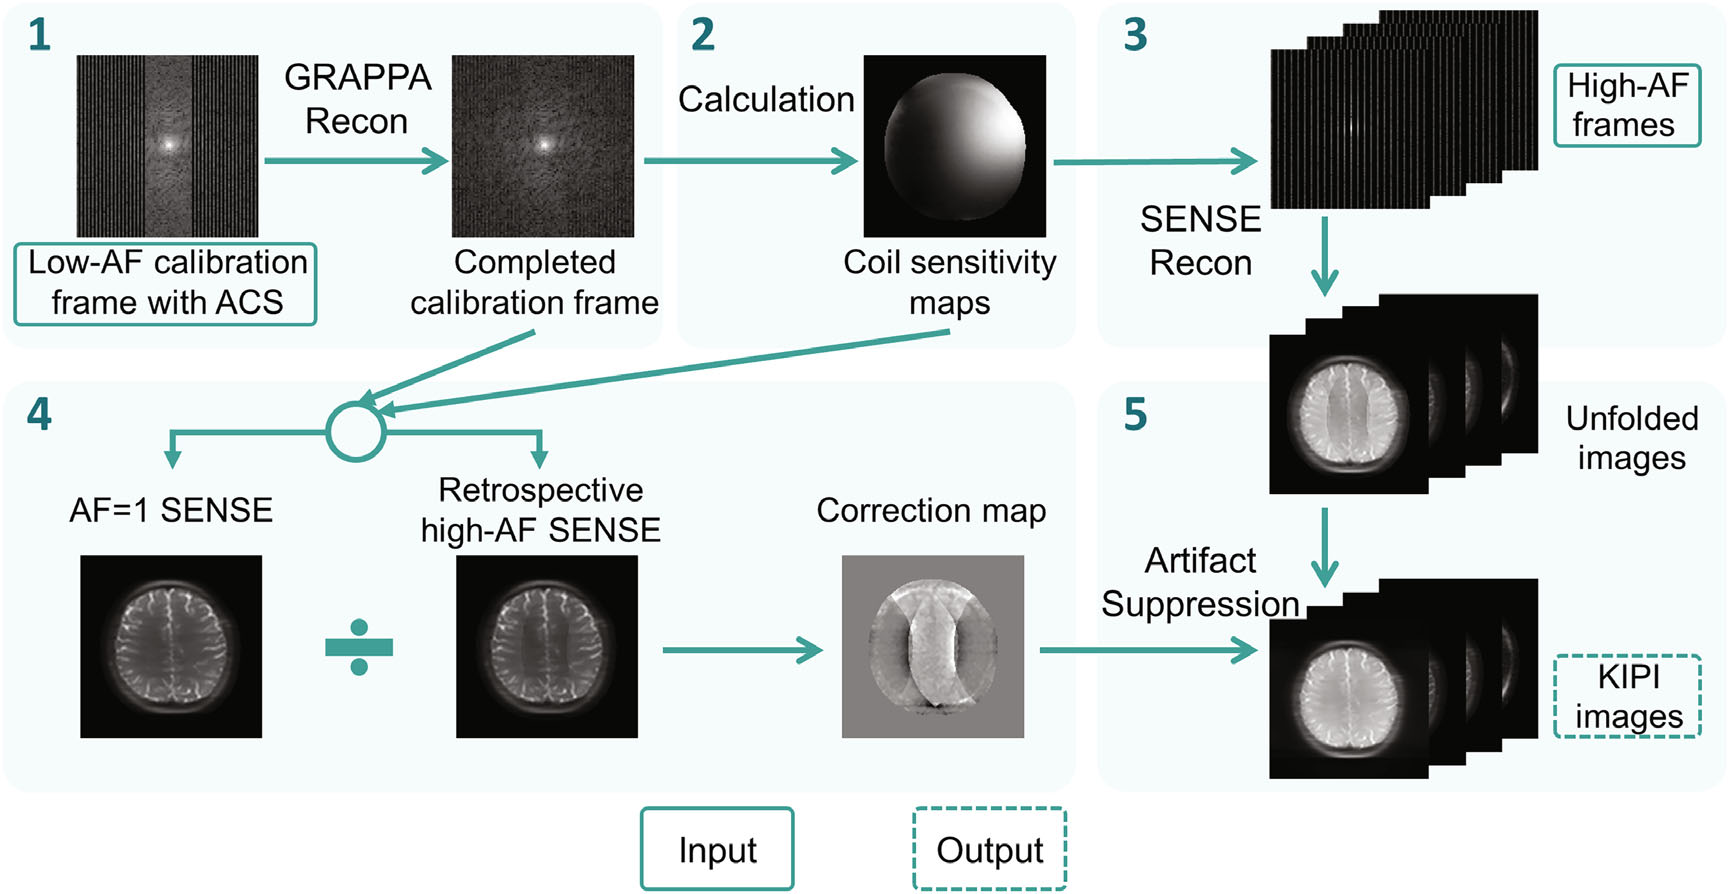 1
GRAPPA
Recon
Low-AF calibration
frame with ACS
Completed
calibration frame
2
Calculation
Coil sensitivity
maps
3
High-AF
frames
SENSE
Recon
4
AF=1 SENSE
Retrospective
high-AF SENSE
Correction map
5
Unfolded
images
Artifact
Suppression
KIPI
images
Input
Output